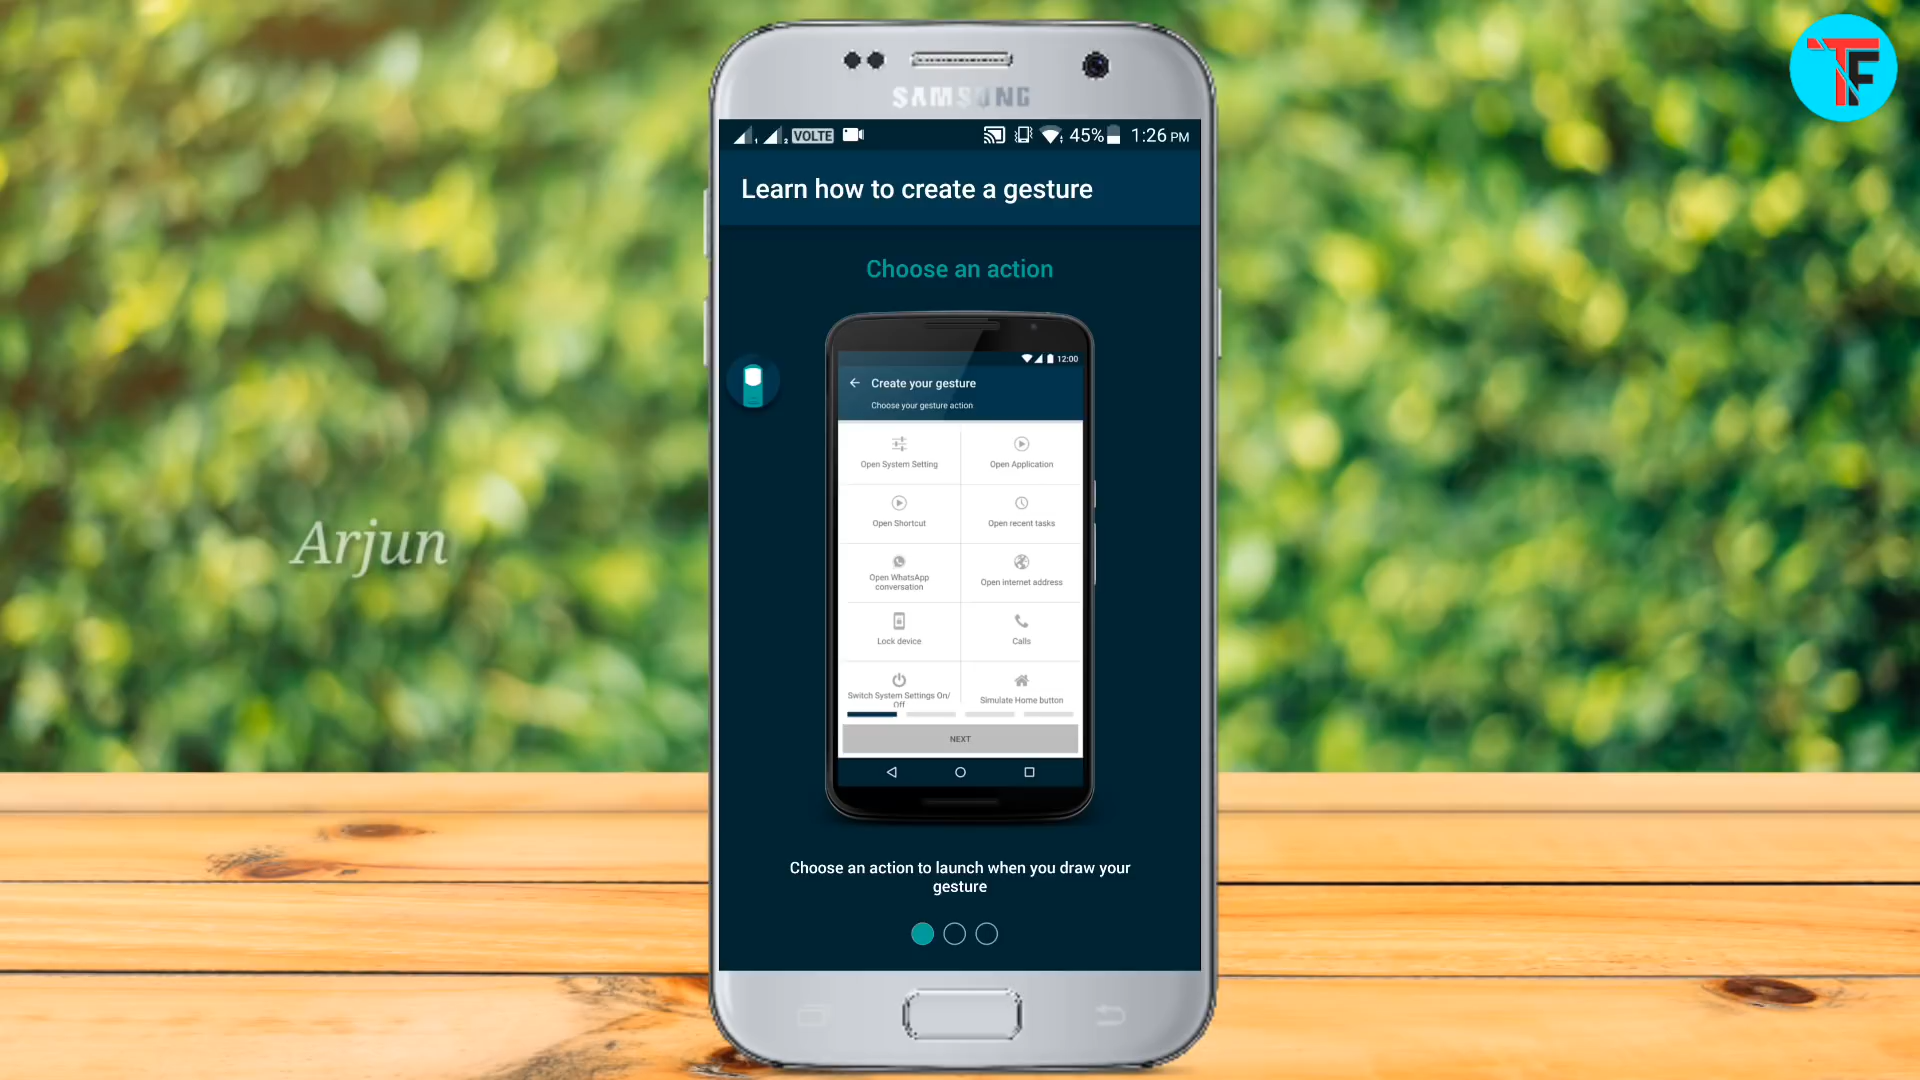 TF
SAMSUNG
1 2 VOLTE 45% 1:26 PM
Learn how to create a gesture
Choose an action
12:00
Create your gesture
Choose your gesture action
Open System Setting
Open Application
Open Shortcut
Open recent tasks
Open WhatsApp
conversation
Open internet address
Lock device
Calls
Switch System Settings On/
Off
Simulate Home button
NEXT
Choose an action to launch when you draw your
gesture
Arjun